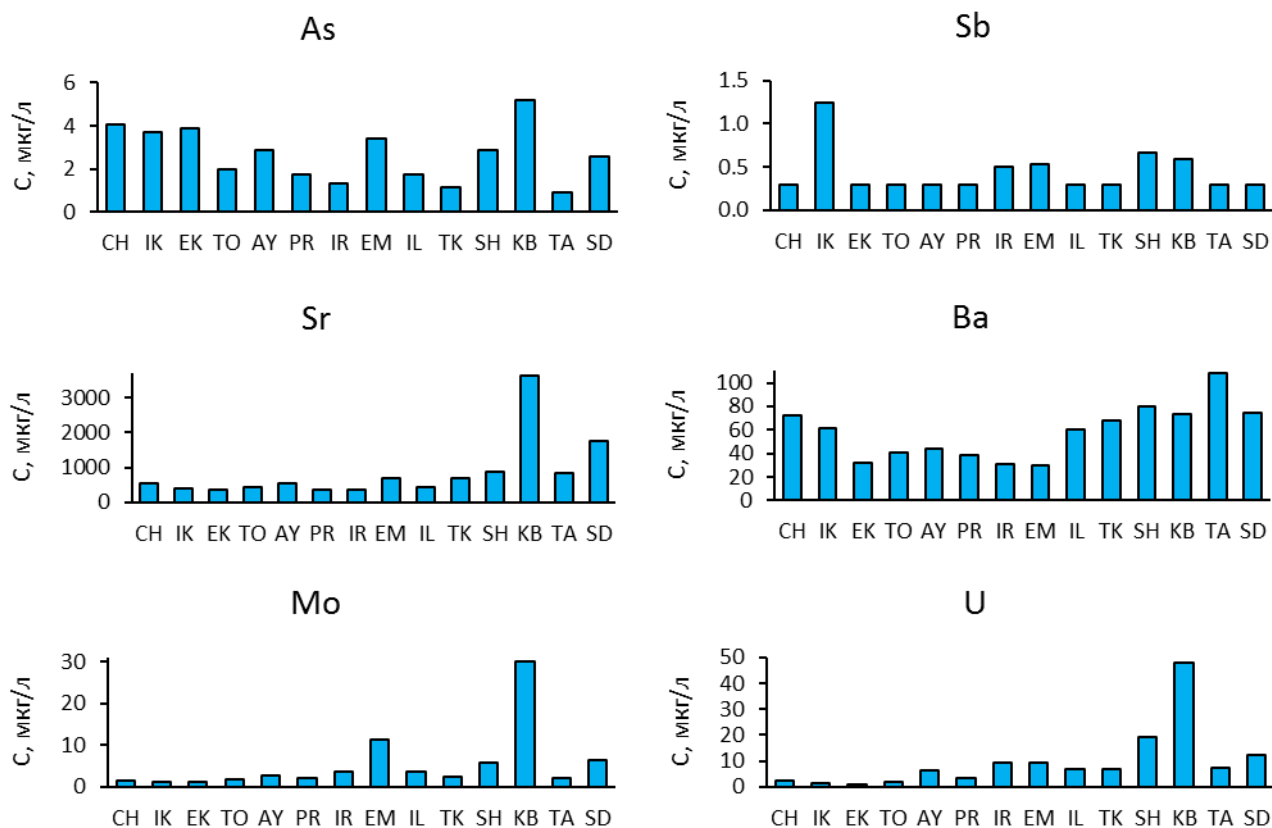 As
С, мкг/л
6
4
2
0
CH IK EK TO AY PR IR EM IL TK SH KB TA SD
Sb
С, мкг/л
1.5
1.0
0.5
0.0
CH IK EK TO AY PR IR EM IL TK SH KB TA SD
Sr
С, мкг/л
3000
2000
1000
0
CH IK EK TO AY PR IR EM IL TK SH KB TA SD
Ba
С, мкг/л
100
80
60
40
20
0
CH IK EK TO AY PR IR EM IL TK SH KB TA SD
Mo
С, мкг/л
30
20
10
0
CH IK EK TO AY PR IR EM IL TK SH KB TA SD
U
С, мкг/л
50
40
30
20
10
0
CH IK EK TO AY PR IR EM IL TK SH KB TA SD